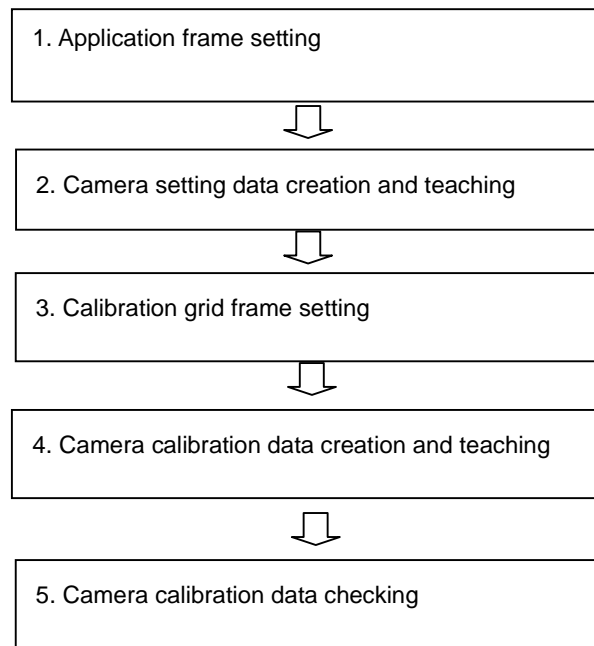 1. Application frame setting
2. Camera setting data creation and teaching
3. Calibration grid frame setting
4. Camera calibration data creation and teaching
5. Camera calibration data checking